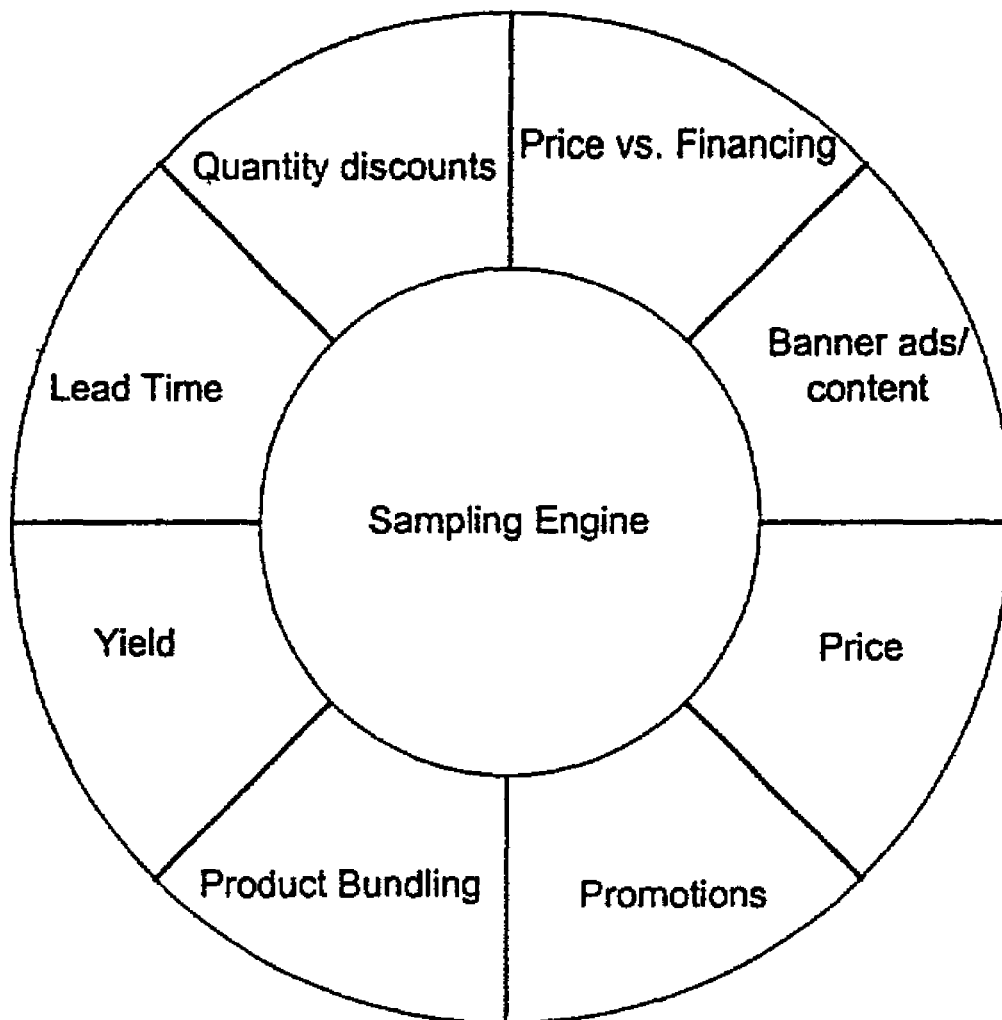 Quantity discounts
Price vs. Financing
Banner ads/
content
Lead Time
Sampling Engine
Yield
Price
Product Bundling
Promotions